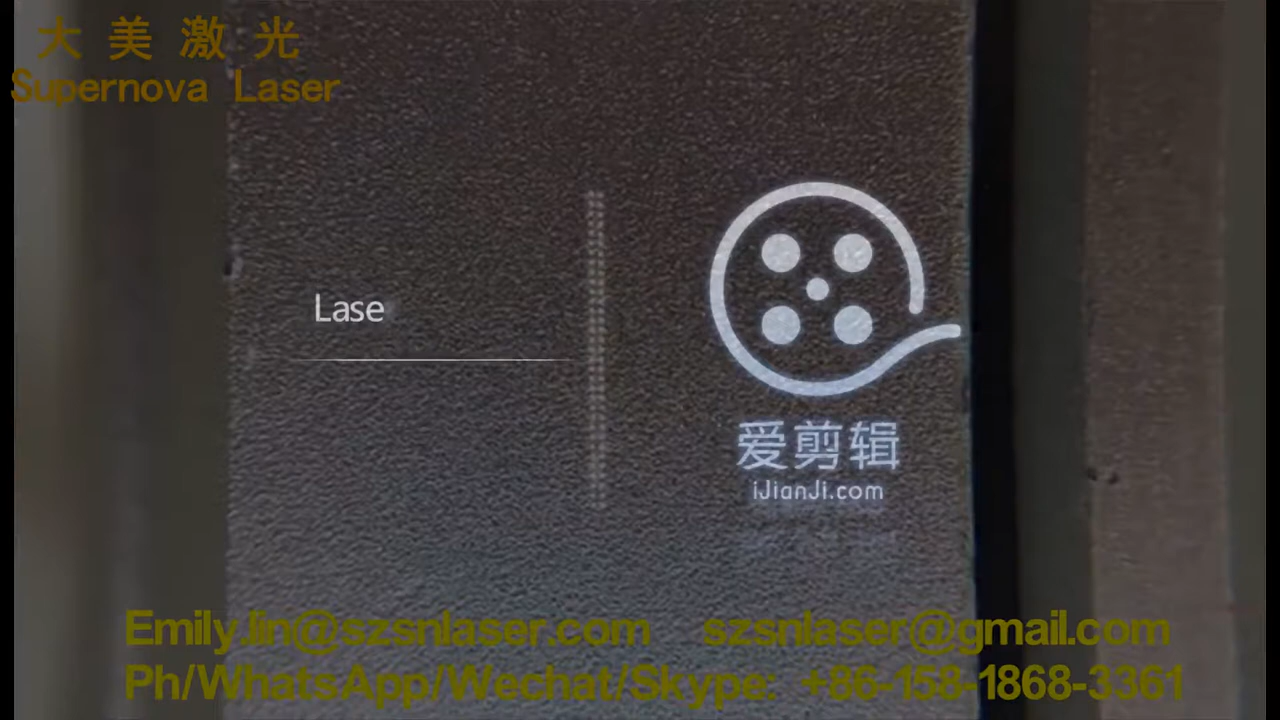 大美激光
Supernova Laser
Lase
爱剪辑
iJianJi.com
Emily.lin@szsnlaser.com szsnlaser@gmail.com
Ph/WhatsApp/Wechat/Skype: +86-158-1868-3361